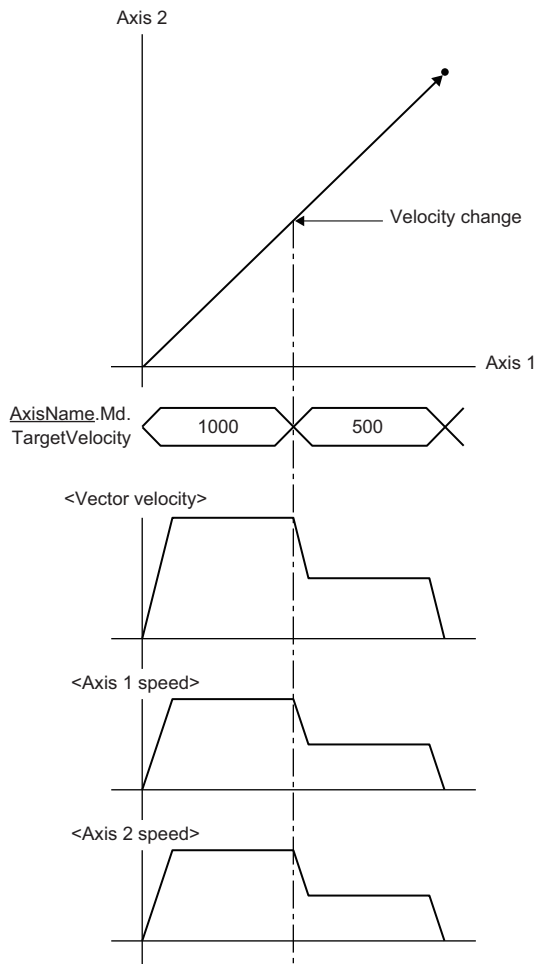 Axis 2
Velocity change
Axis 1
AxisName.Md.
TargetVelocity
1000
500
<Vector velocity>
<Axis 1 speed>
<Axis 2 speed>